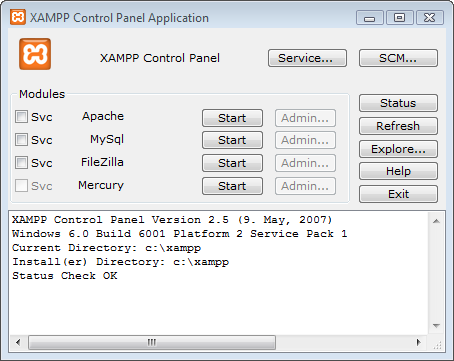 XAMPP Control Panel Application
XAMPP Control Panel
Service...
SCM...
Modules
Svc Apache Start Admin...
Svc MySql Start Admin...
Svc FileZilla Start Admin...
Svc Mercury Start Admin...
Status
Refresh
Explore...
Help
Exit
XAMPP Control Panel Version 2.5 (9. May, 2007)
Windows 6.0 Build 6001 Platform 2 Service Pack 1
Current Directory: c:\xampp
Install(er) Directory: c:\xampp
Status Check OK